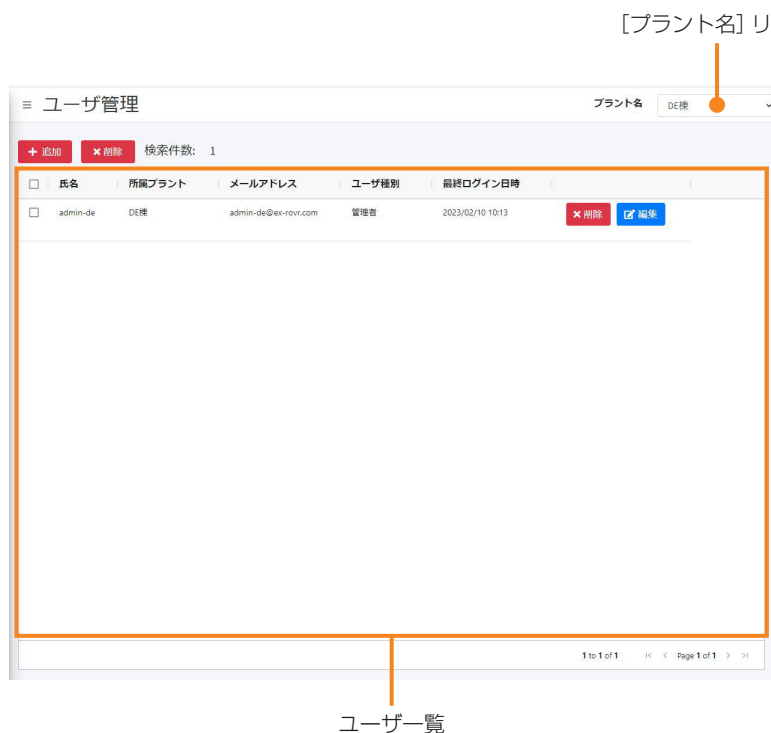 [プラント名] リ
≡ ユーザ管理
プラント名 DE棟
+ 追加 × 削除 検索件数: 1
氏名 所属プラント メールアドレス ユーザ種別 最終ログイン日時
admin-de DE棟 admin-de@ex-rovr.com 管理者 2023/02/10 10:13 × 削除 編集
1 to 1 of 1 Page 1 of 1
ユーザ一覧